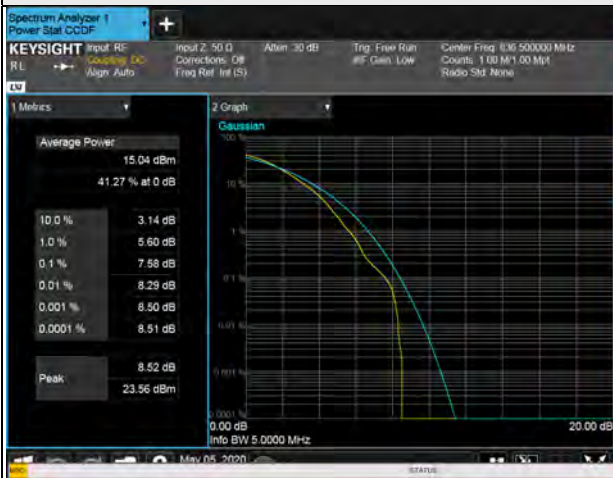 Spectrum Analyzer 1
Power Stat CCDF
+
KEYSIGHT
Input: RF
Coupling: DC
Align: Auto
Input Z: 50 Ω
Corrections: Off
Freq Ref: Int (S)
Atten: 30 dB
Trig: Free Run
#IF Gain: Low
Center Freq: 836.500000 MHz
Counts: 1.00 M/1.00 Mpt
Radio Std: None
1 Metrics
Average Power
15.04 dBm
41.27 % at 0 dB
10.0 % 3.14 dB
1.0 % 5.60 dB
0.1 % 7.58 dB
0.01 % 8.29 dB
0.001 % 8.50 dB
0.0001 % 8.51 dB
Peak
8.52 dB
23.56 dBm
2 Graph
Gaussian
100 %
10 %
1 %
0.1 %
0.01 %
0.001 %
0.0001 %
0.00 dB 20.00 dB
Info BW 5.0000 MHz
May 05, 2020
MSG
STATUS